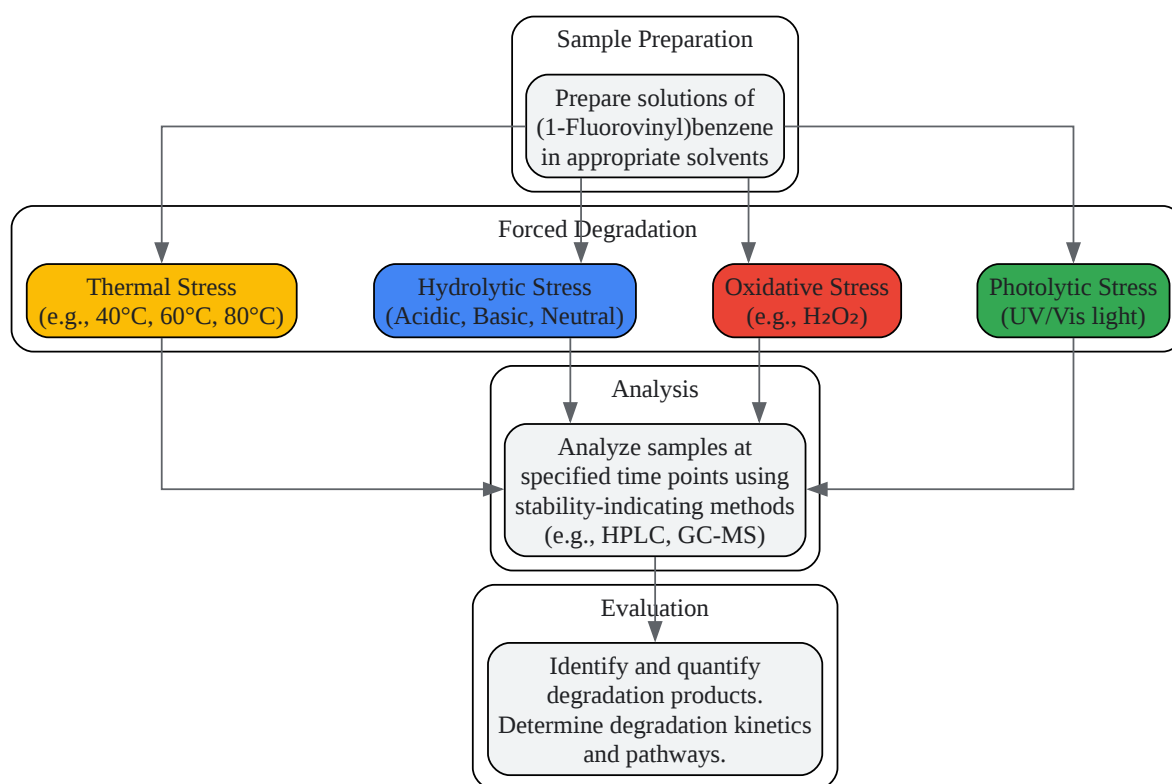 Sample Preparation
Prepare solutions of
(1-Fluorovinyl)benzene
in appropriate solvents
Forced Degradation
Thermal Stress
(e.g., 40°C, 60°C, 80°C)
Hydrolytic Stress
(Acidic, Basic, Neutral)
Oxidative Stress
(e.g., H₂O₂)
Photolytic Stress
(UV/Vis light)
Analysis
Analyze samples at
specified time points using
stability-indicating methods
(e.g., HPLC, GC-MS)
Evaluation
Identify and quantify
degradation products.
Determine degradation kinetics
and pathways.